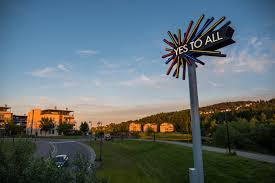 YES TO ALL